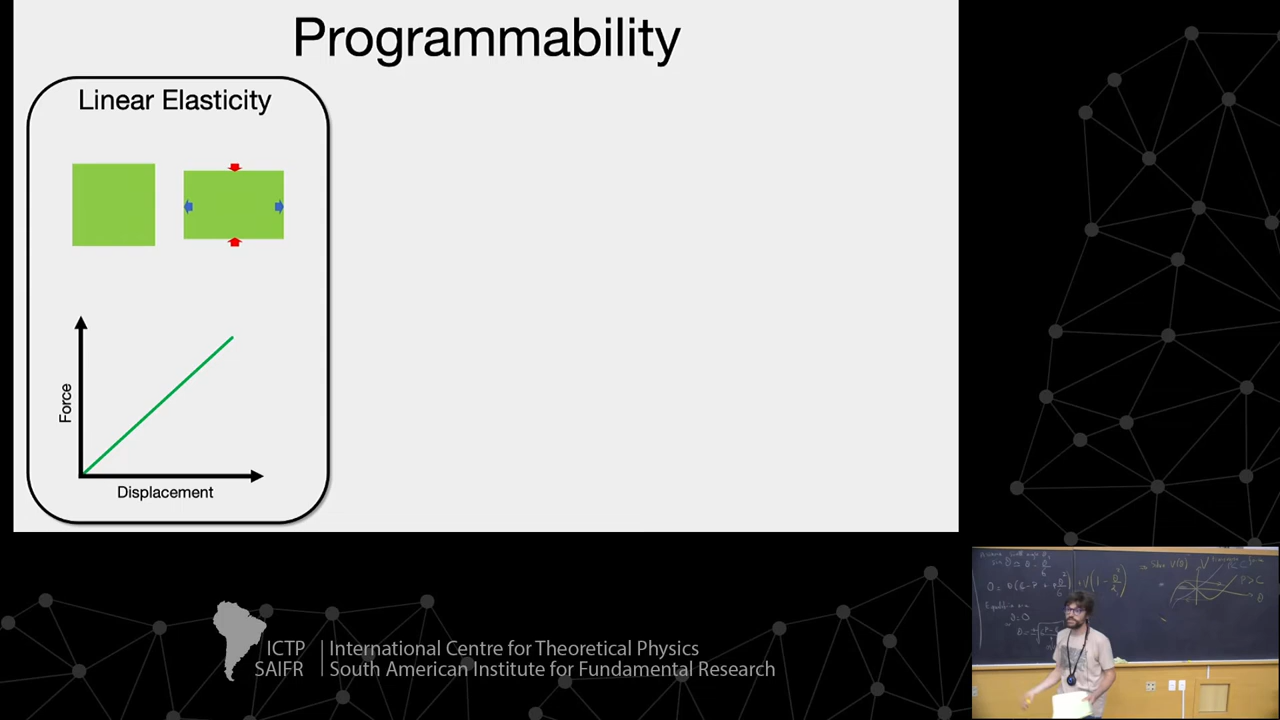 Programmability
Linear Elasticity
Force
Displacement
ICTP
SAIFR
International Centre for Theoretical Physics
South American Institute for Fundamental Research